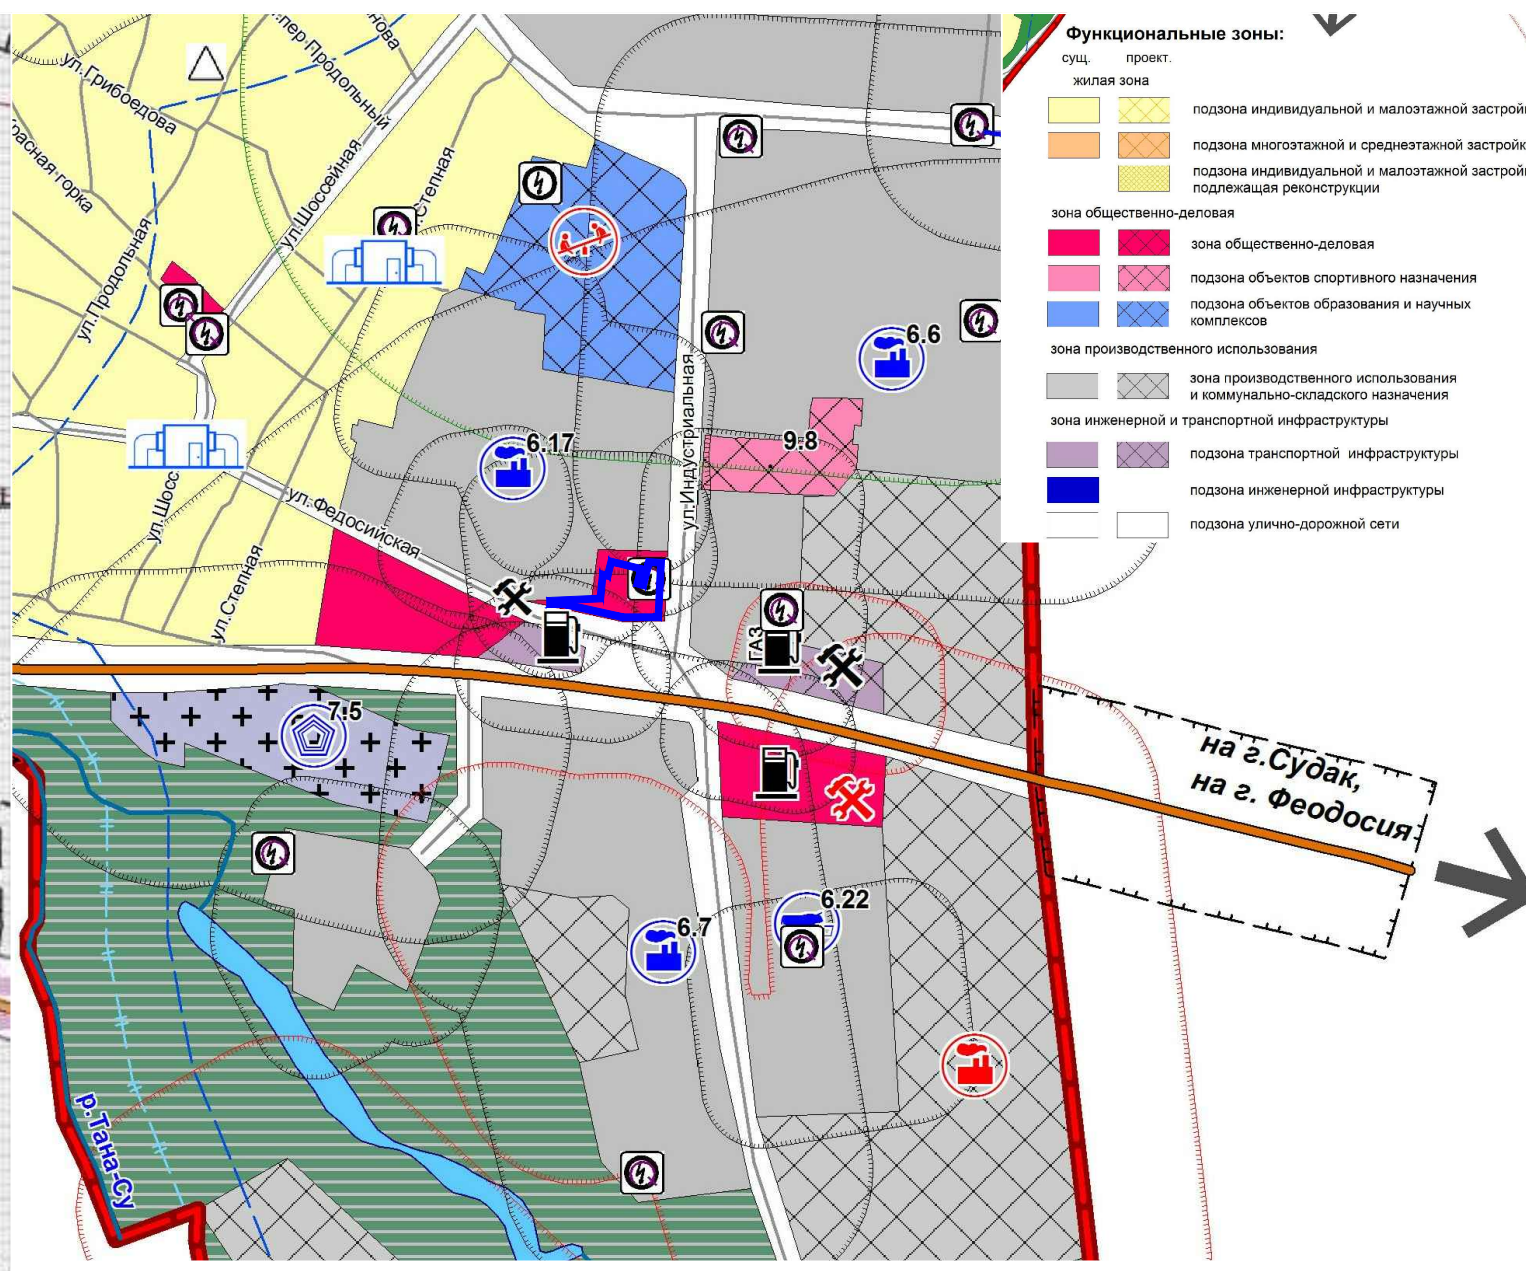 ул.Грибоедова
пер Продольный
ул.Продольная
ул.Шоссейная
Степная
ул. Шосс
ул.Степная
ул. Федосийская
ул.Индустриальная
6.6
6.17
9.8
ГАЗ
7.5
6.7
6.22
р.Тана-Су
на г.Судак,
на г. Феодосия
Функциональные зоны:
сущ. проект.
жилая зона
подзона индивидуальной и малоэтажной застрой
подзона многоэтажной и среднеэтажной застройк
подзона индивидуальной и малоэтажной застрой
подлежащая реконструкции
зона общественно-деловая
зона общественно-деловая
подзона объектов спортивного назначения
подзона объектов образования и научных
комплексов
зона производственного использования
зона производственного использования
и коммунально-складского назначения
зона инженерной и транспортной инфраструктуры
подзона транспортной инфраструктуры
подзона инженерной инфраструктуры
подзона улично-дорожной сети